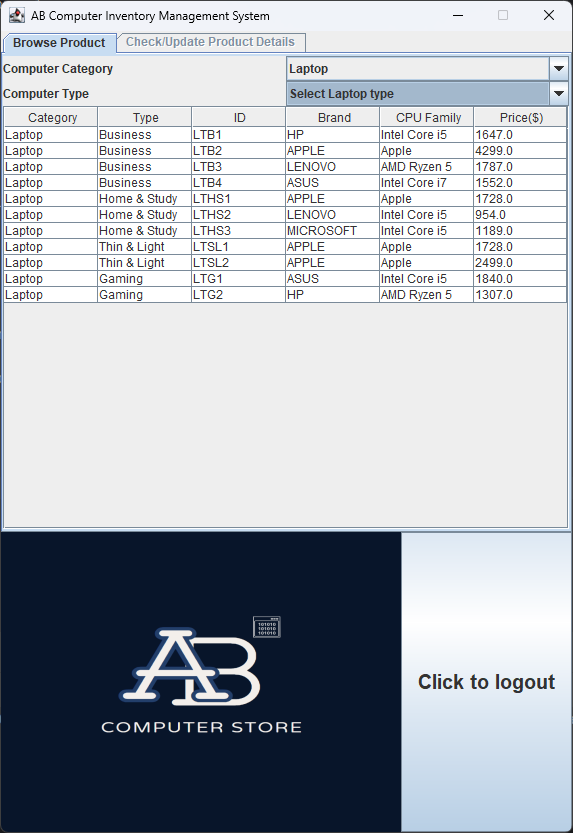 AB Computer Inventory Management System
Browse Product Check/Update Product Details
Computer Category Laptop
Computer Type Select Laptop type
Category Type ID Brand CPU Family Price($)
Laptop Business LTB1 HP Intel Core i5 1647.0
Laptop Business LTB2 APPLE Apple 4299.0
Laptop Business LTB3 LENOVO AMD Ryzen 5 1787.0
Laptop Business LTB4 ASUS Intel Core i7 1552.0
Laptop Home & Study LTHS1 APPLE Apple 1728.0
Laptop Home & Study LTHS2 LENOVO Intel Core i5 954.0
Laptop Home & Study LTHS3 MICROSOFT Intel Core i5 1189.0
Laptop Thin & Light LTSL1 APPLE Apple 1728.0
Laptop Thin & Light LTSL2 APPLE Apple 2499.0
Laptop Gaming LTG1 ASUS Intel Core i5 1840.0
Laptop Gaming LTG2 HP AMD Ryzen 5 1307.0
101010
101010
101010
AB
COMPUTER STORE
Click to logout